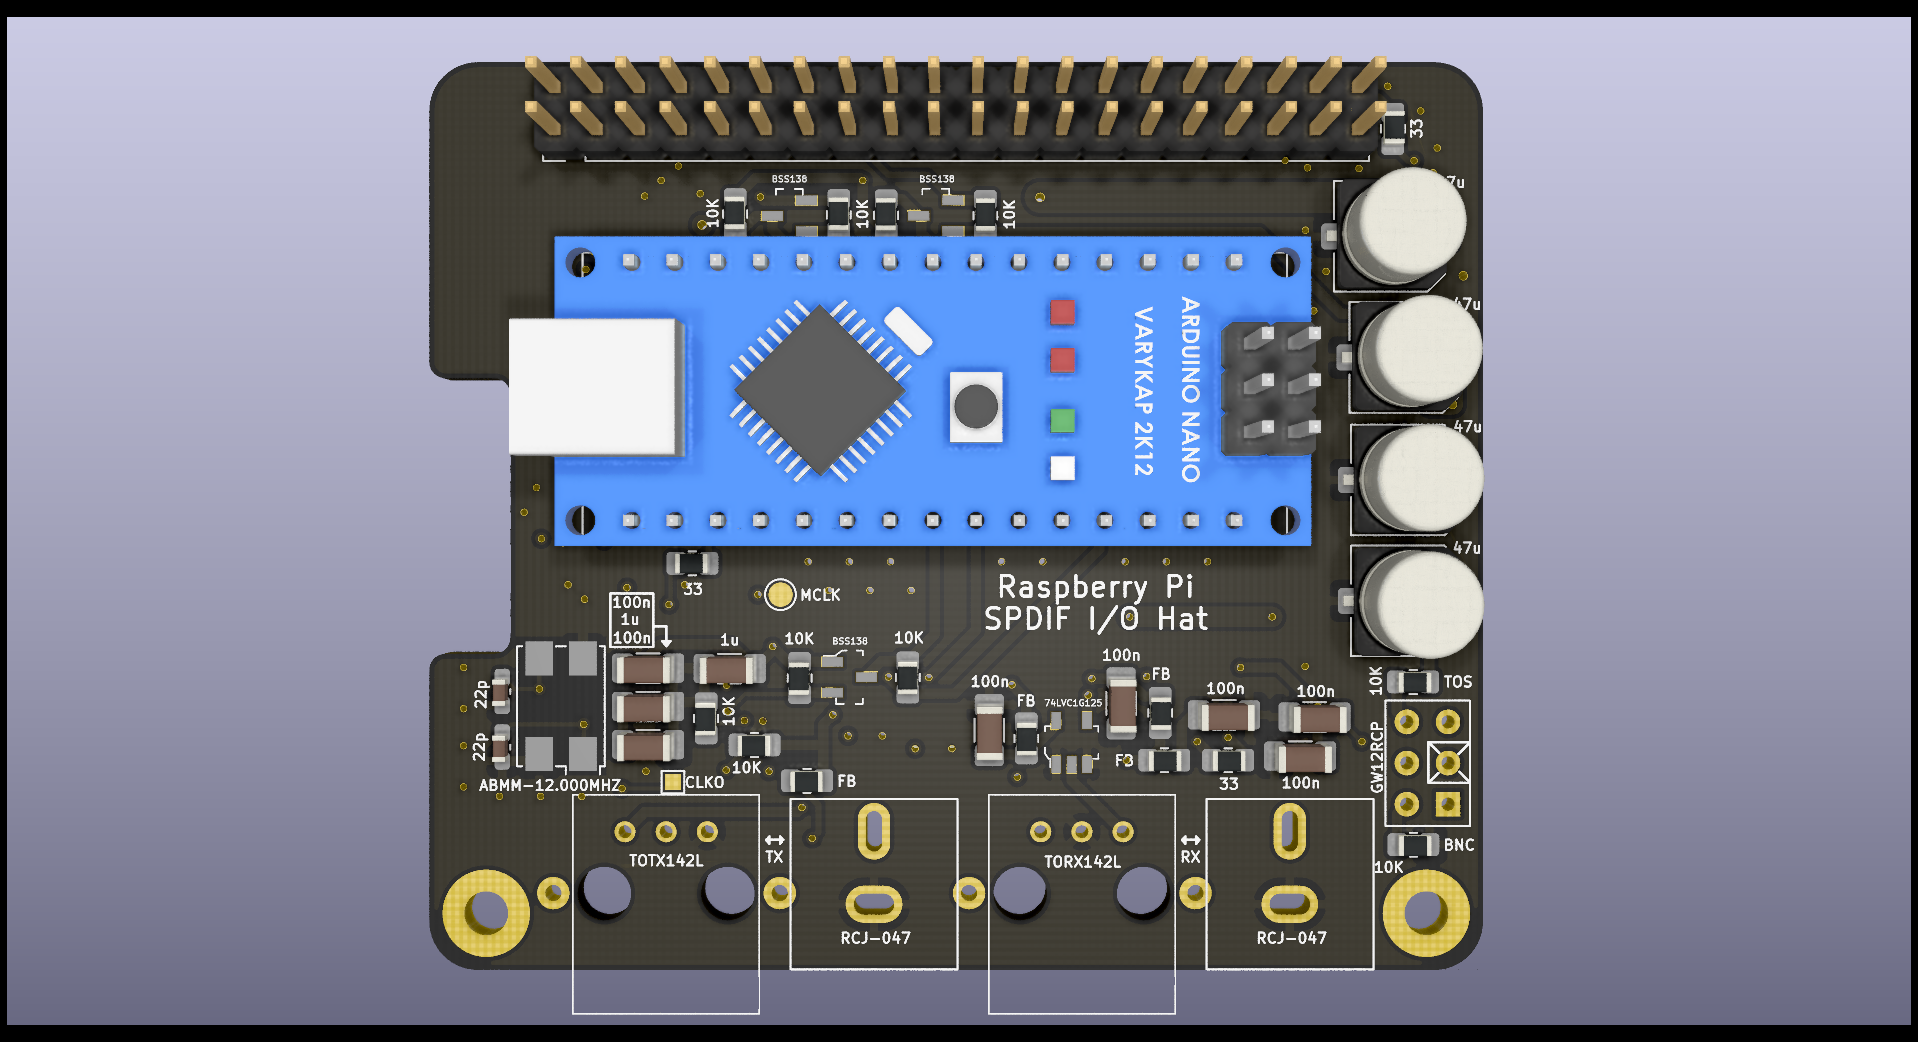 33
BSS138
BSS138
10K
10K
10K
7u
47u
47u
47u
ARDUINO NANO
VARYKAP 2K12
33
MCLK
Raspberry Pi
SPDIF I/O Hat
100n
1u
100n
1u
10K
BSS138
10K
100n
FB
100n
FB
74LVC1G125
100n
100n
10K
TOS
22p
22p
10K
10K
FB
FB
33
100n
GW12RCP
ABMM-12.000MHZ
CLKO
TOTX142L
TX
RCJ-047
TORX142L
RX
RCJ-047
BNC
10K